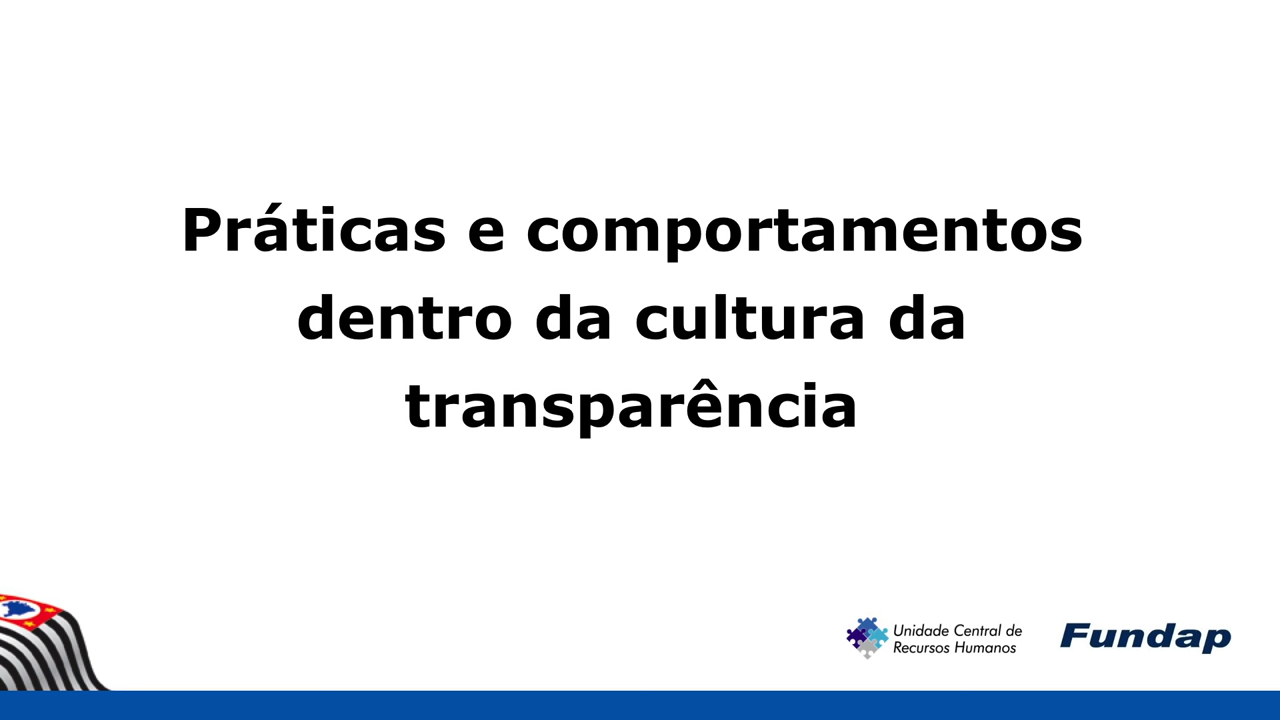 Práticas e comportamentos
dentro da cultura da
transparência
Unidade Central de
Recursos Humanos
Fundap